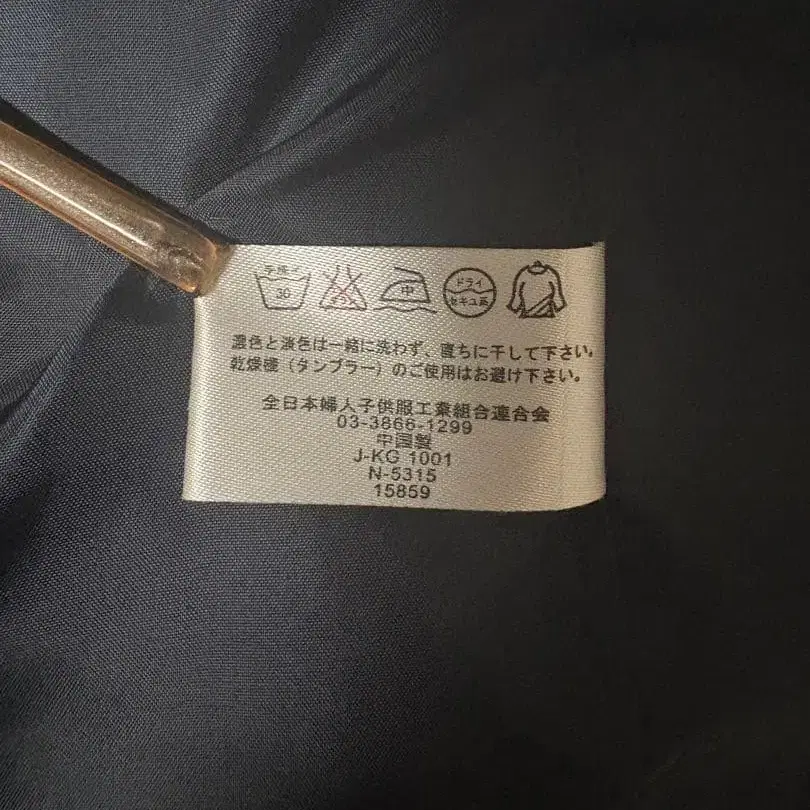 手洗イ
30
中
ドライ
セキユ系
濃色と淡色は一緒に洗わず、直ちに干して下さい。
乾燥機（タンブラー）のご使用はお避け下さい。
全日本婦人子供服工業組合連合会
03-3866-1299
中国製
J-KG 1001
N-5315
15859